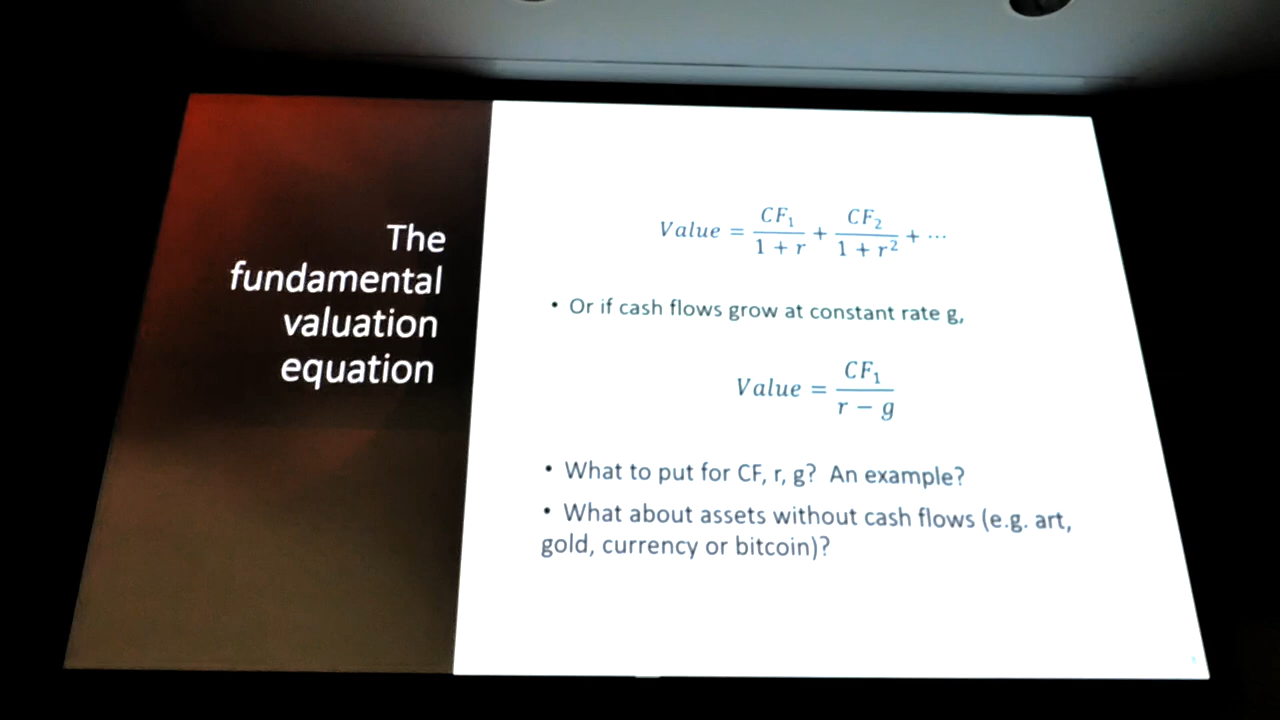 The
fundamental
valuation
equation
Value = CF₁/1 + r + CF₂/1 + r² + ⋯
• Or if cash flows grow at constant rate g,
Value = CF₁/r − g
• What to put for CF, r, g? An example?
• What about assets without cash flows (e.g. art,
gold, currency or bitcoin)?